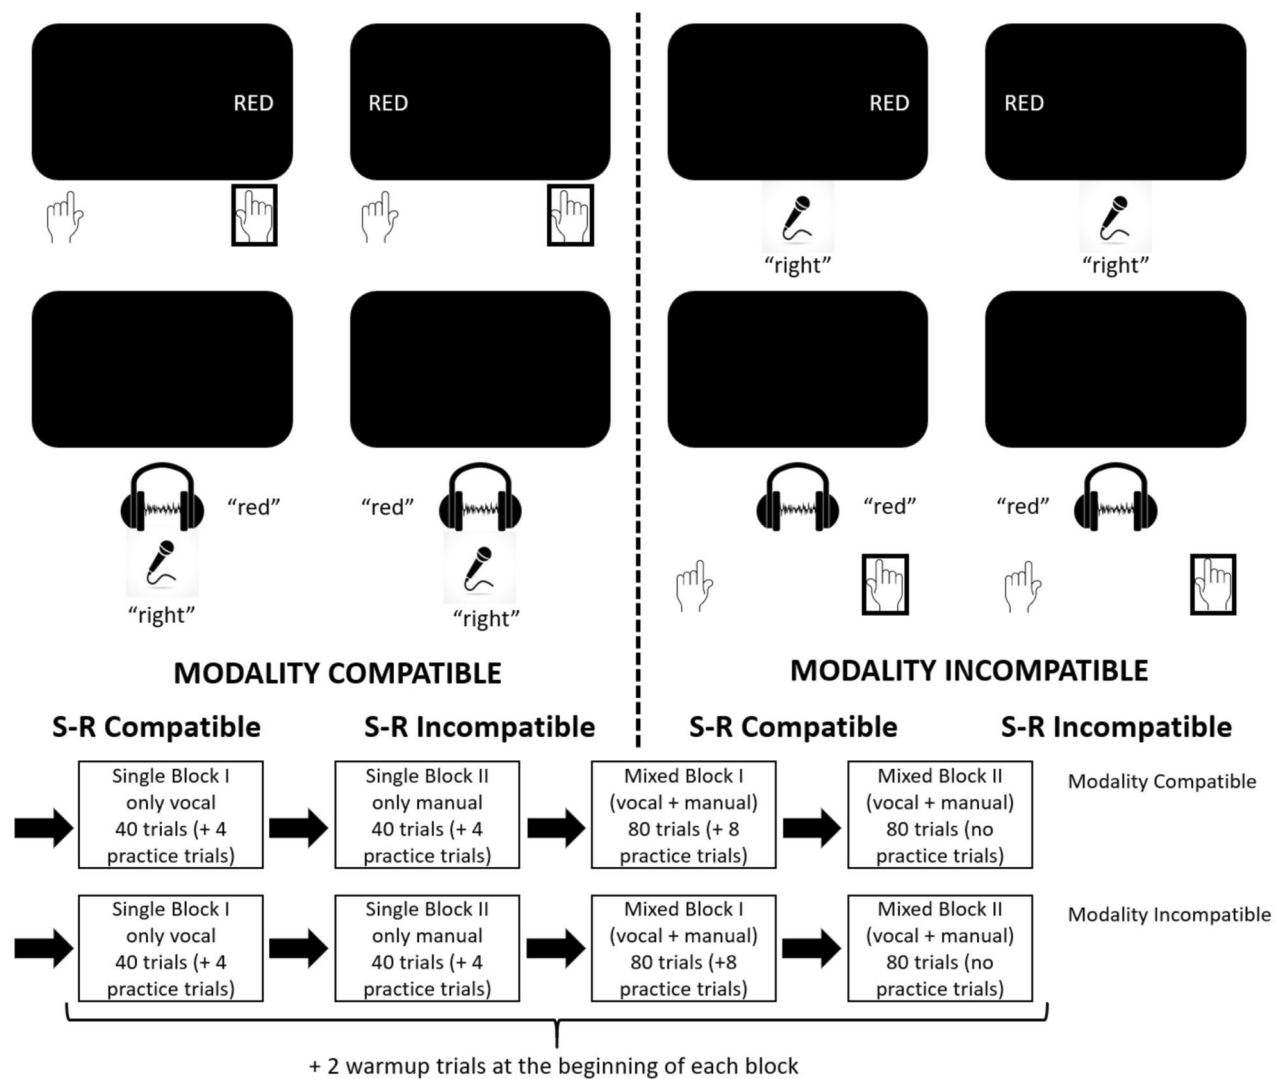 RED
RED
RED
RED
“right”
“right”
“red”
“red”
“red”
“red”
“right”
“right”
MODALITY COMPATIBLE
MODALITY INCOMPATIBLE
S-R Compatible
S-R Incompatible
S-R Compatible
S-R Incompatible
Single Block I
only vocal
40 trials (+ 4
practice trials)
Single Block II
only manual
40 trials (+ 4
practice trials)
Mixed Block I
(vocal + manual)
80 trials (+ 8
practice trials)
Mixed Block II
(vocal + manual)
80 trials (no
practice trials)
Modality Compatible
Single Block I
only vocal
40 trials (+ 4
practice trials)
Single Block II
only manual
40 trials (+ 4
practice trials)
Mixed Block I
(vocal + manual)
80 trials (+8
practice trials)
Mixed Block II
(vocal + manual)
80 trials (no
practice trials)
Modality Incompatible
+ 2 warmup trials at the beginning of each block